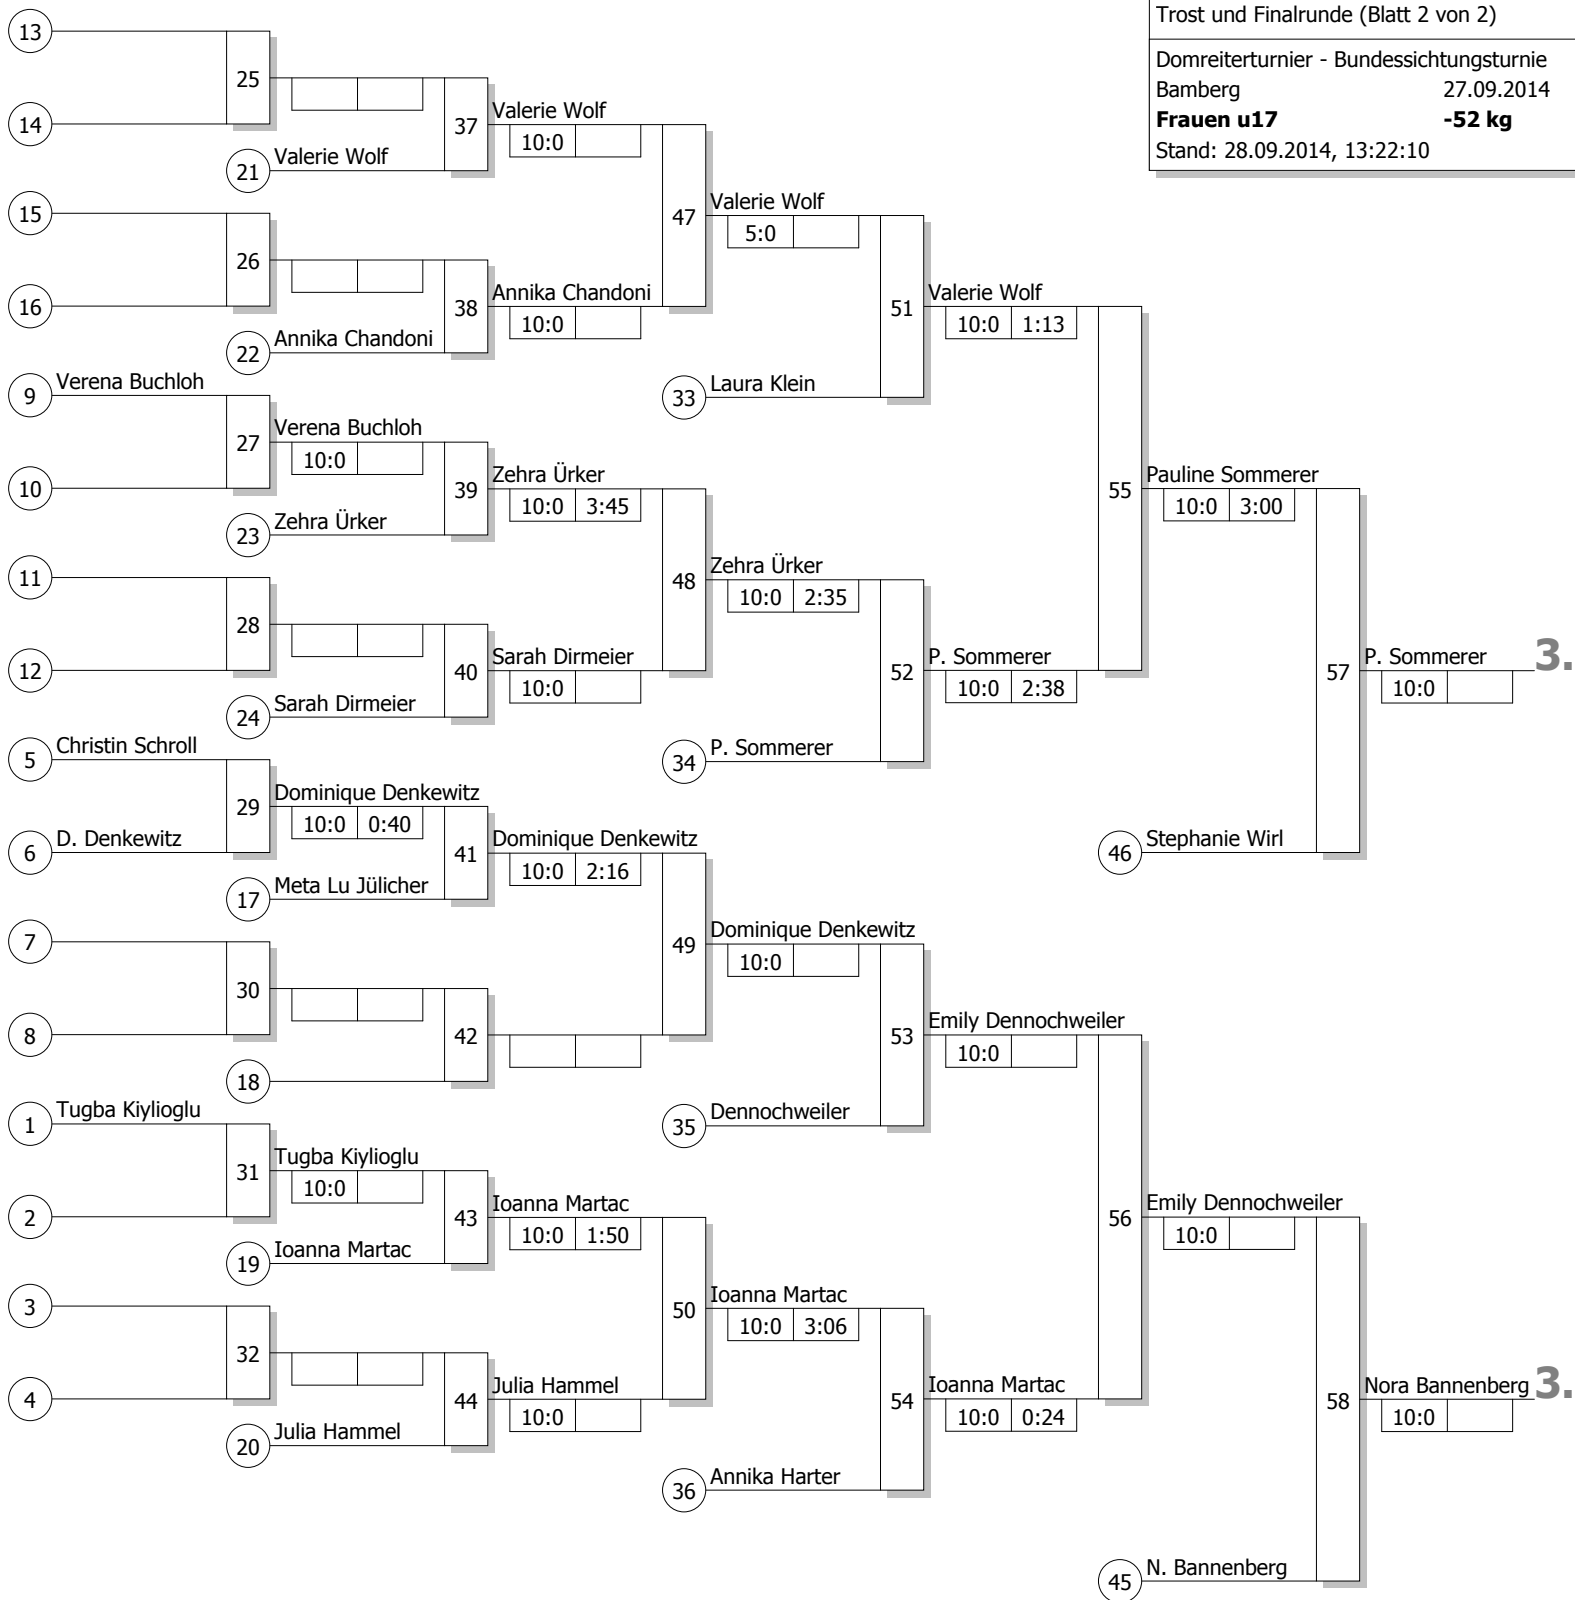 Trost und Finalrunde (Blatt 2 von 2)
Domreiterturnier - Bundessichtungsturnie
Bamberg 27.09.2014
Frauen u17 -52 kg
Stand: 28.09.2014, 13:22:10
13
25
14
37
Valerie Wolf
10:0
21
Valerie Wolf
15
47
Valerie Wolf
5:0
26
16
38
Annika Chandoni
10:0
22
Annika Chandoni
51
Valerie Wolf
10:0 1:13
33
Laura Klein
9
Verena Buchloh
27
Verena Buchloh
10:0
10
39
Zehra Ürker
10:0 3:45
23
Zehra Ürker
55
Pauline Sommerer
10:0 3:00
11
48
Zehra Ürker
10:0 2:35
28
12
40
Sarah Dirmeier
10:0
24
Sarah Dirmeier
52
P. Sommerer
10:0 2:38
34
P. Sommerer
57
P. Sommerer
10:0
3.
5
Christin Schroll
29
Dominique Denkewitz
10:0 0:40
6
D. Denkewitz
41
Dominique Denkewitz
10:0 2:16
17
Meta Lu Jülicher
46
Stephanie Wirl
7
49
Dominique Denkewitz
10:0
30
8
42
18
53
Emily Dennochweiler
10:0
35
Dennochweiler
1
Tugba Kiylioglu
31
Tugba Kiylioglu
10:0
2
43
Ioanna Martac
10:0 1:50
19
Ioanna Martac
56
Emily Dennochweiler
10:0
3
50
Ioanna Martac
10:0 3:06
32
4
44
Julia Hammel
10:0
20
Julia Hammel
54
Ioanna Martac
10:0 0:24
36
Annika Harter
58
Nora Bannenberg
10:0
3.
45
N. Bannenberg